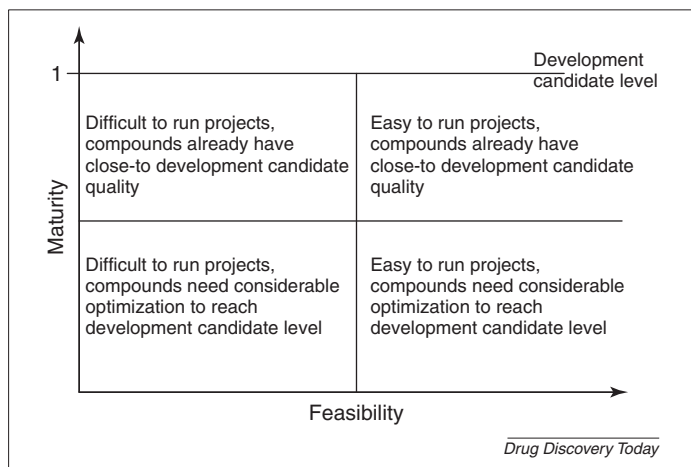 Development
candidate level
1
Difficult to run projects,
compounds already have
close-to development candidate
quality
Easy to run projects,
compounds already have
close-to development candidate
quality
Maturity
Difficult to run projects,
compounds need considerable
optimization to reach
development candidate level
Easy to run projects,
compounds need considerable
optimization to reach
development candidate level
Feasibility
Drug Discovery Today